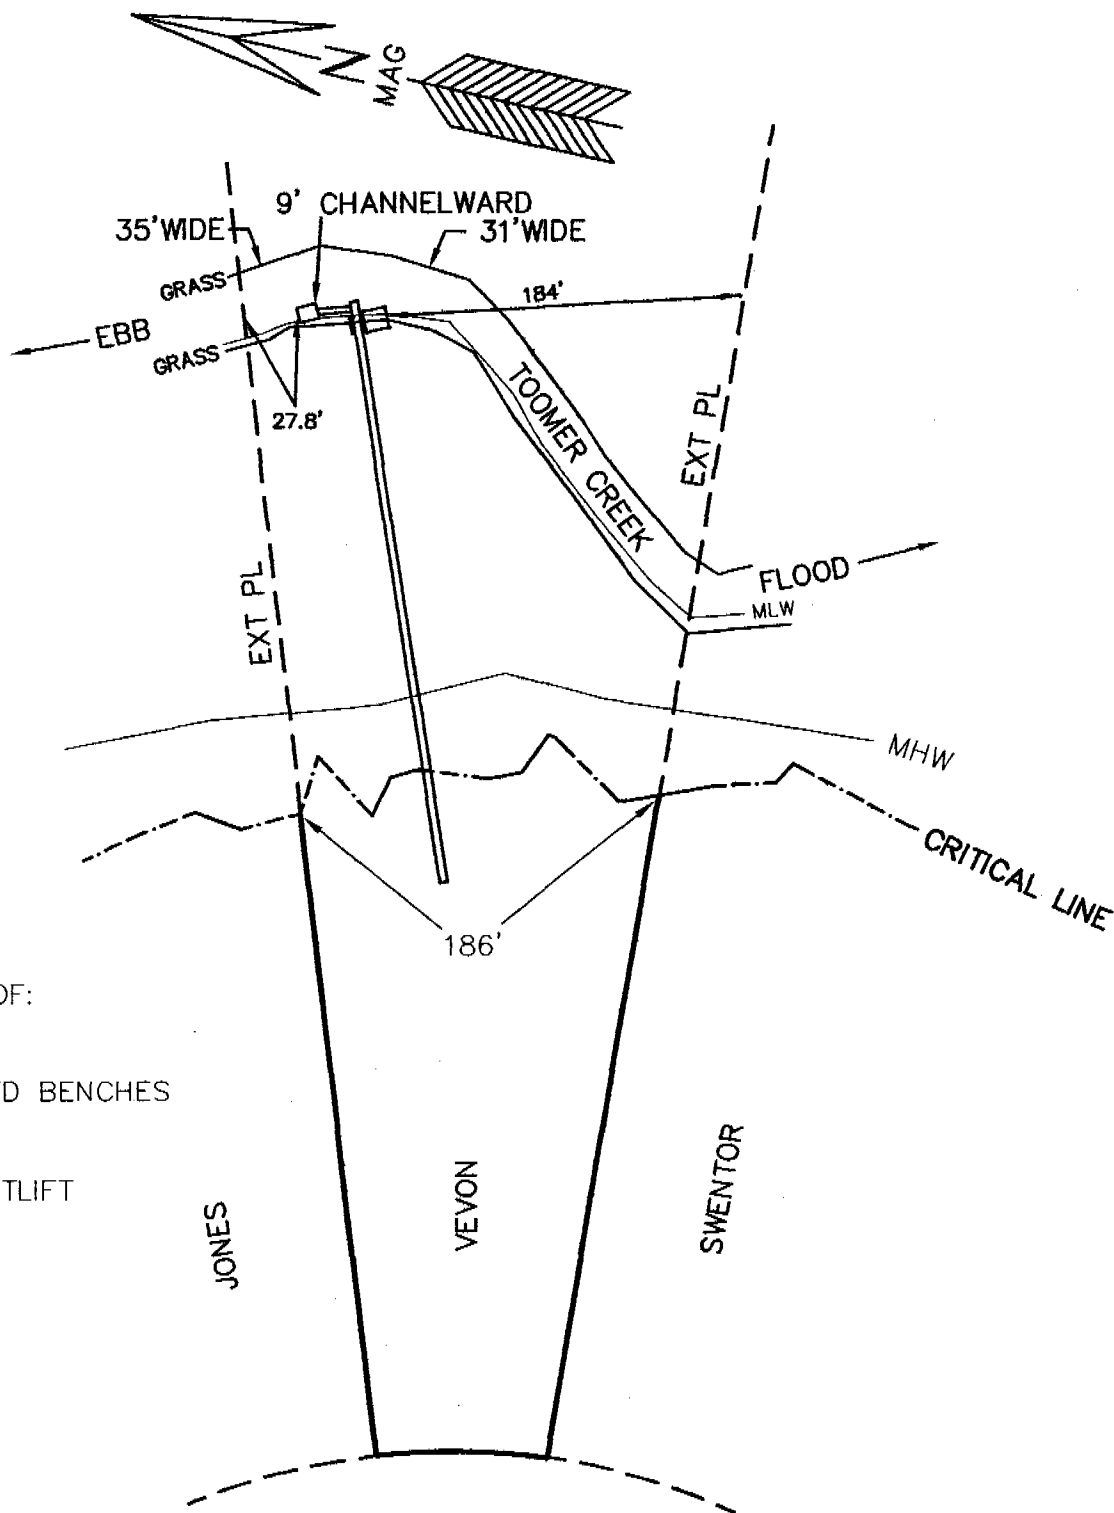 N
MAG
9' CHANNELWARD
35'WIDE
31'WIDE
GRASS
184'
EBB
GRASS
27.8'
TOOMER CREEK
EXT PL
EXT PL
FLOOD
MLW
MHW
CRITICAL LINE
186'
OF:
D BENCHES
TLIFT
JONES
VEVON
SWENTOR